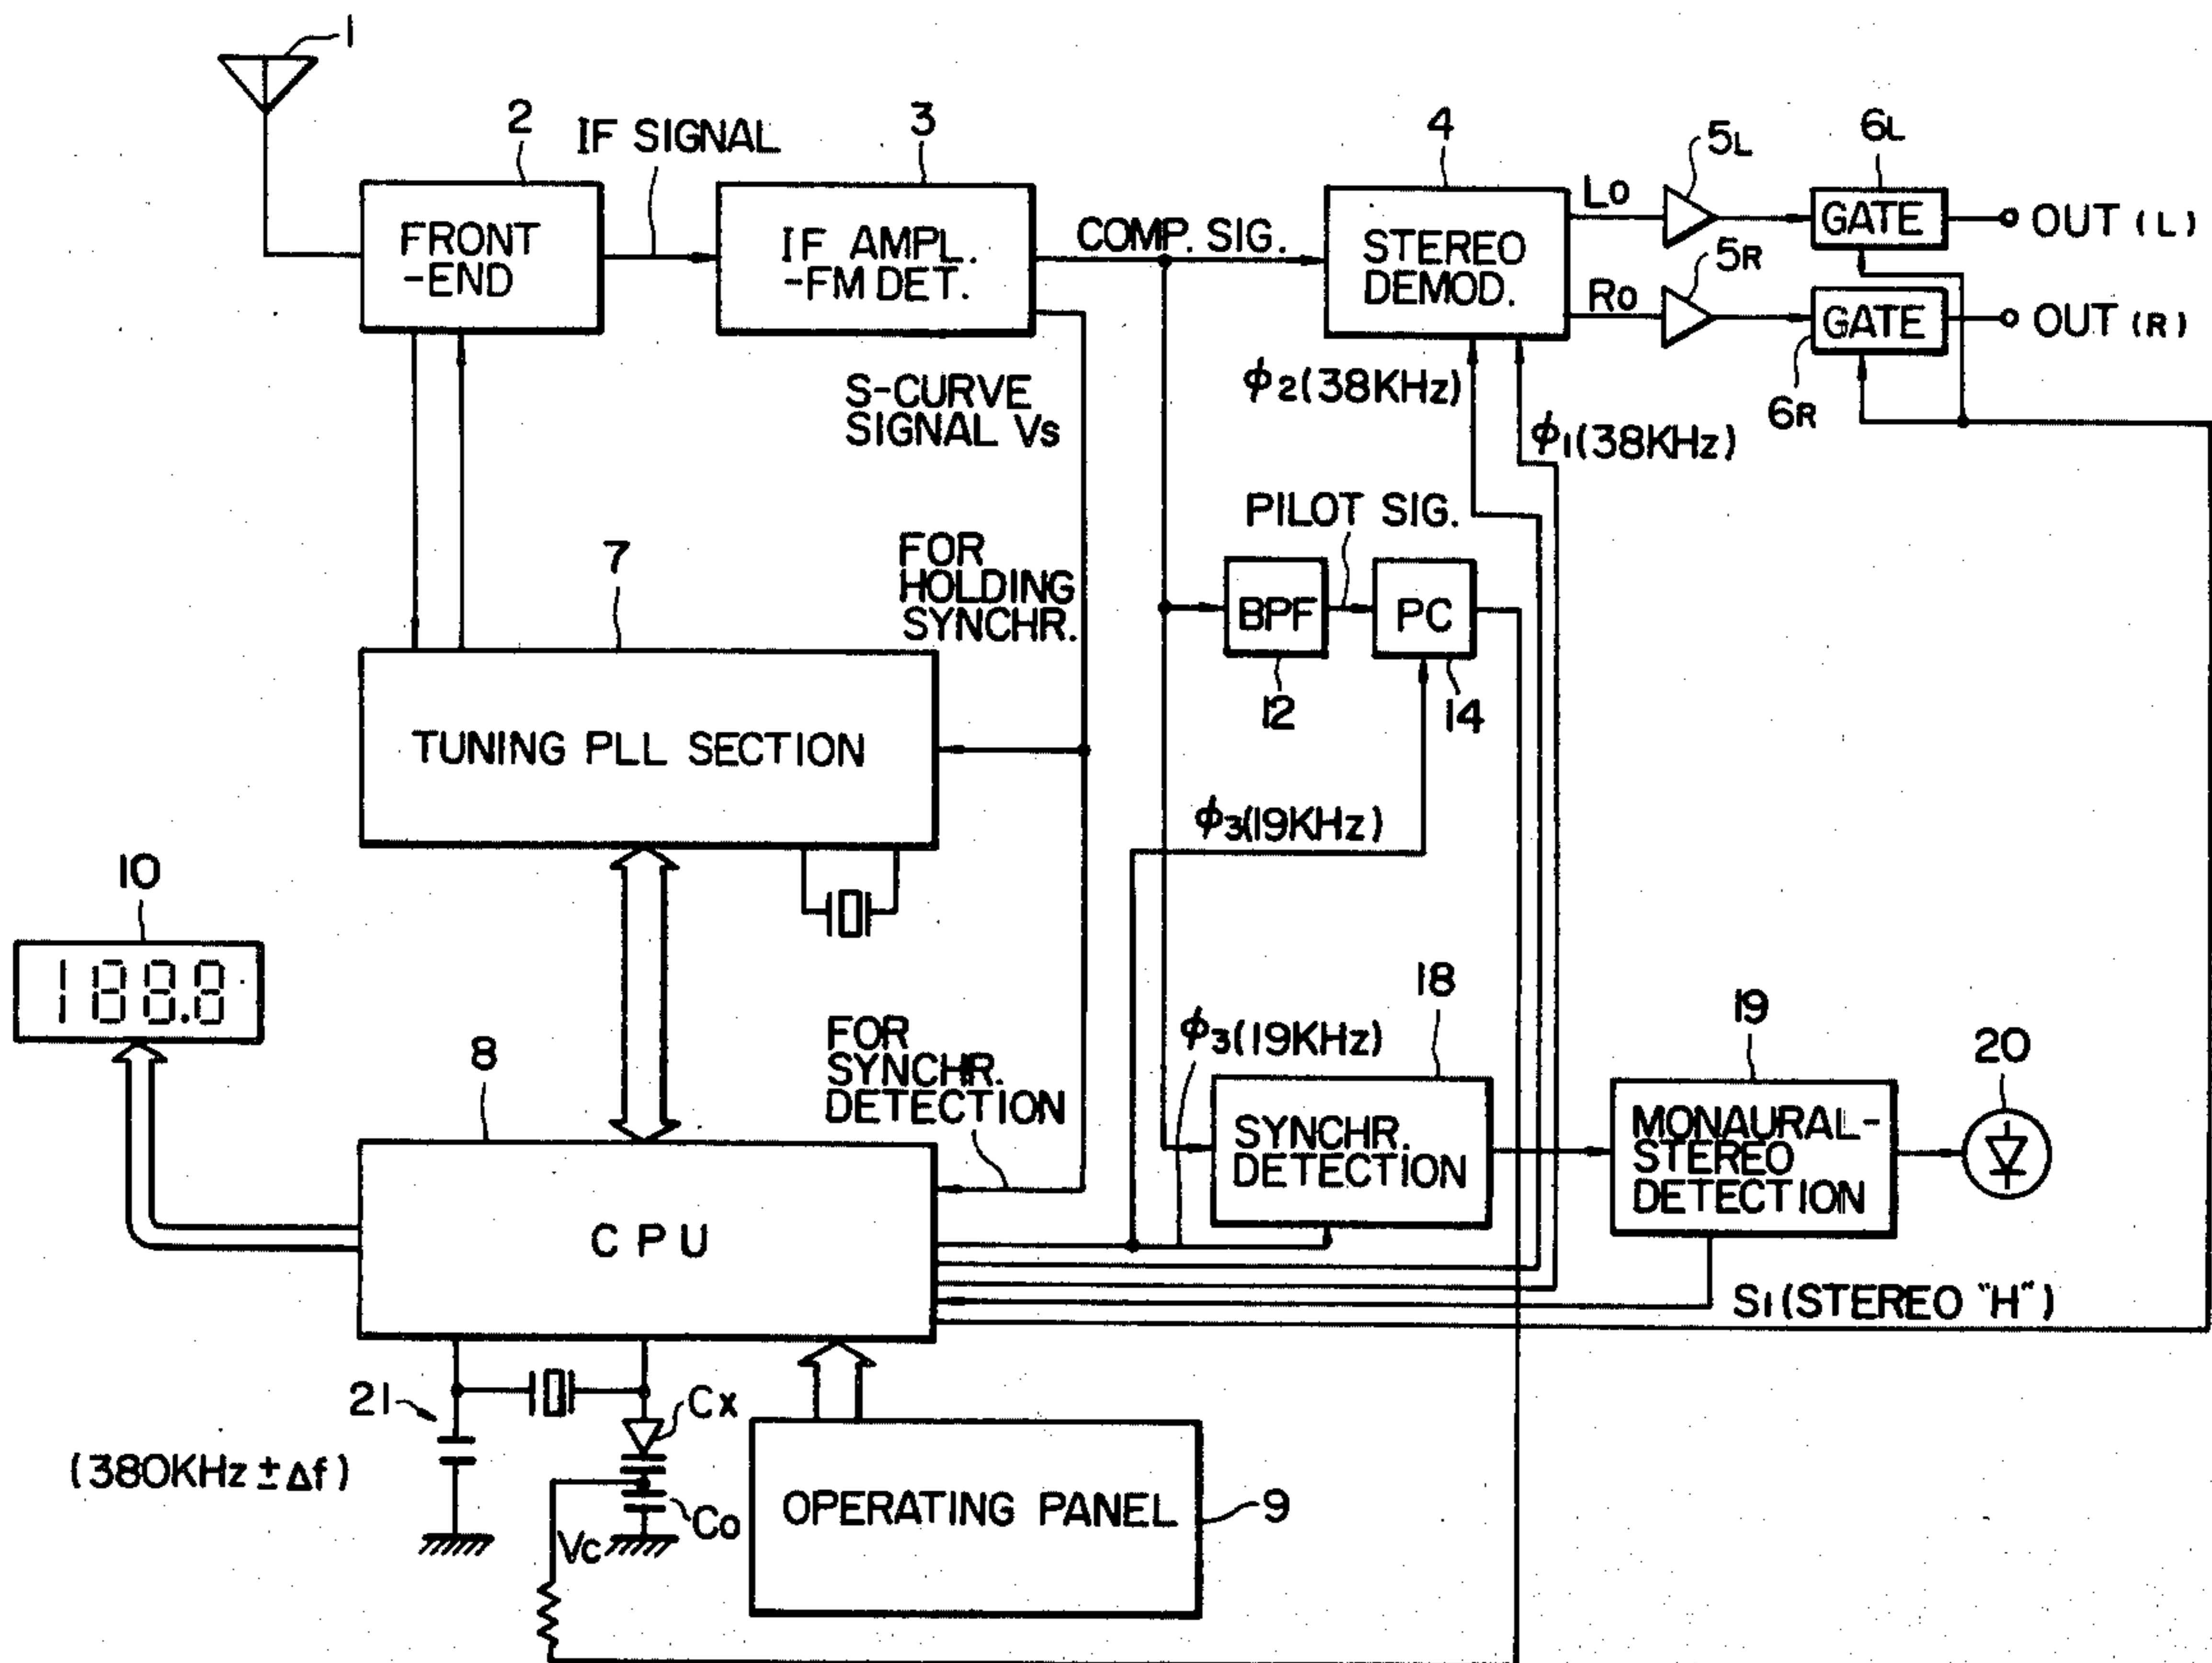 1
2
IF SIGNAL
3
4
5L
6L
FRONT
-END
IF AMPL.
-FM DET.
COMP. SIG.
STEREO
DEMOD.
Lo
GATE
OUT (L)
5R
Ro
GATE
OUT (R)
6R
S-CURVE
SIGNAL Vs
ϕ2(38KHz)
ϕ1(38KHz)
PILOT SIG.
FOR
HOLDING
SYNCHR.
7
BPF
PC
12
14
TUNING PLL SECTION
ϕ3(19KHz)
10
188.8
18
19
20
FOR
SYNCHR.
DETECTION
ϕ3(19KHz)
8
SYNCHR.
DETECTION
MONAURAL-
STEREO
DETECTION
CPU
S1(STEREO "H")
21
Cx
(380KHz ± Δf)
Co
Vc
OPERATING PANEL
9